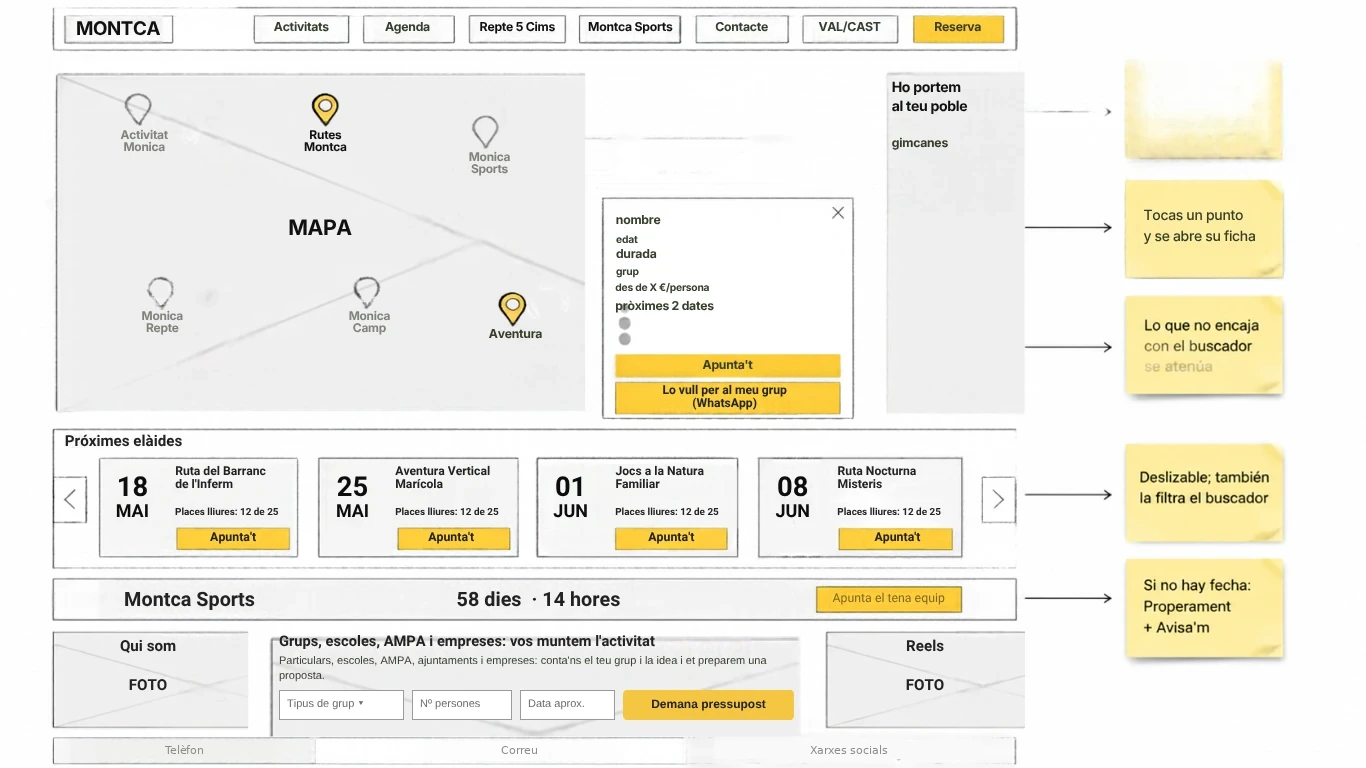 MONTCA
Activitats
Agenda
Repte 5 Cims
Montca Sports
Contacte
VAL/CAST
Reserva
Activitat
Monica
Rutes
Montca
Monica
Sports
MAPA
Monica
Repte
Monica
Camp
Aventura
nombre
edat
durada
grup
des de X €/persona
pròximes 2 dates
Apunta't
Lo vull per al meu grup
(WhatsApp)
Ho portem
al teu poble
gimcanes
Tocas un punto
y se abre su ficha
Lo que no encaja
con el buscador
se atenúa
Próximes elàides
18
MAI
Ruta del Barranc
de l'Inferm
Places lliures: 12 de 25
Apunta't
25
MAI
Aventura Vertical
Marícola
Places lliures: 12 de 25
Apunta't
01
JUN
Jocs a la Natura
Familiar
Places lliures: 12 de 25
Apunta't
08
JUN
Ruta Nocturna
Misteris
Places lliures: 12 de 25
Apunta't
Deslizable; también
la filtra el buscador
Montca Sports
58 dies · 14 hores
Apunta el tena equip
Si no hay fecha:
Properament
+ Avisa'm
Qui som
FOTO
Grups, escoles, AMPA i empreses: vos muntem l'activitat
Particulars, escoles, AMPA, ajuntaments i empreses: conta'ns el teu grup i la idea i et preparem una
proposta.
Tipus de grup
Nº persones
Data aprox.
Demana pressupost
Reels
FOTO
Telèfon
Correu
Xarxes socials